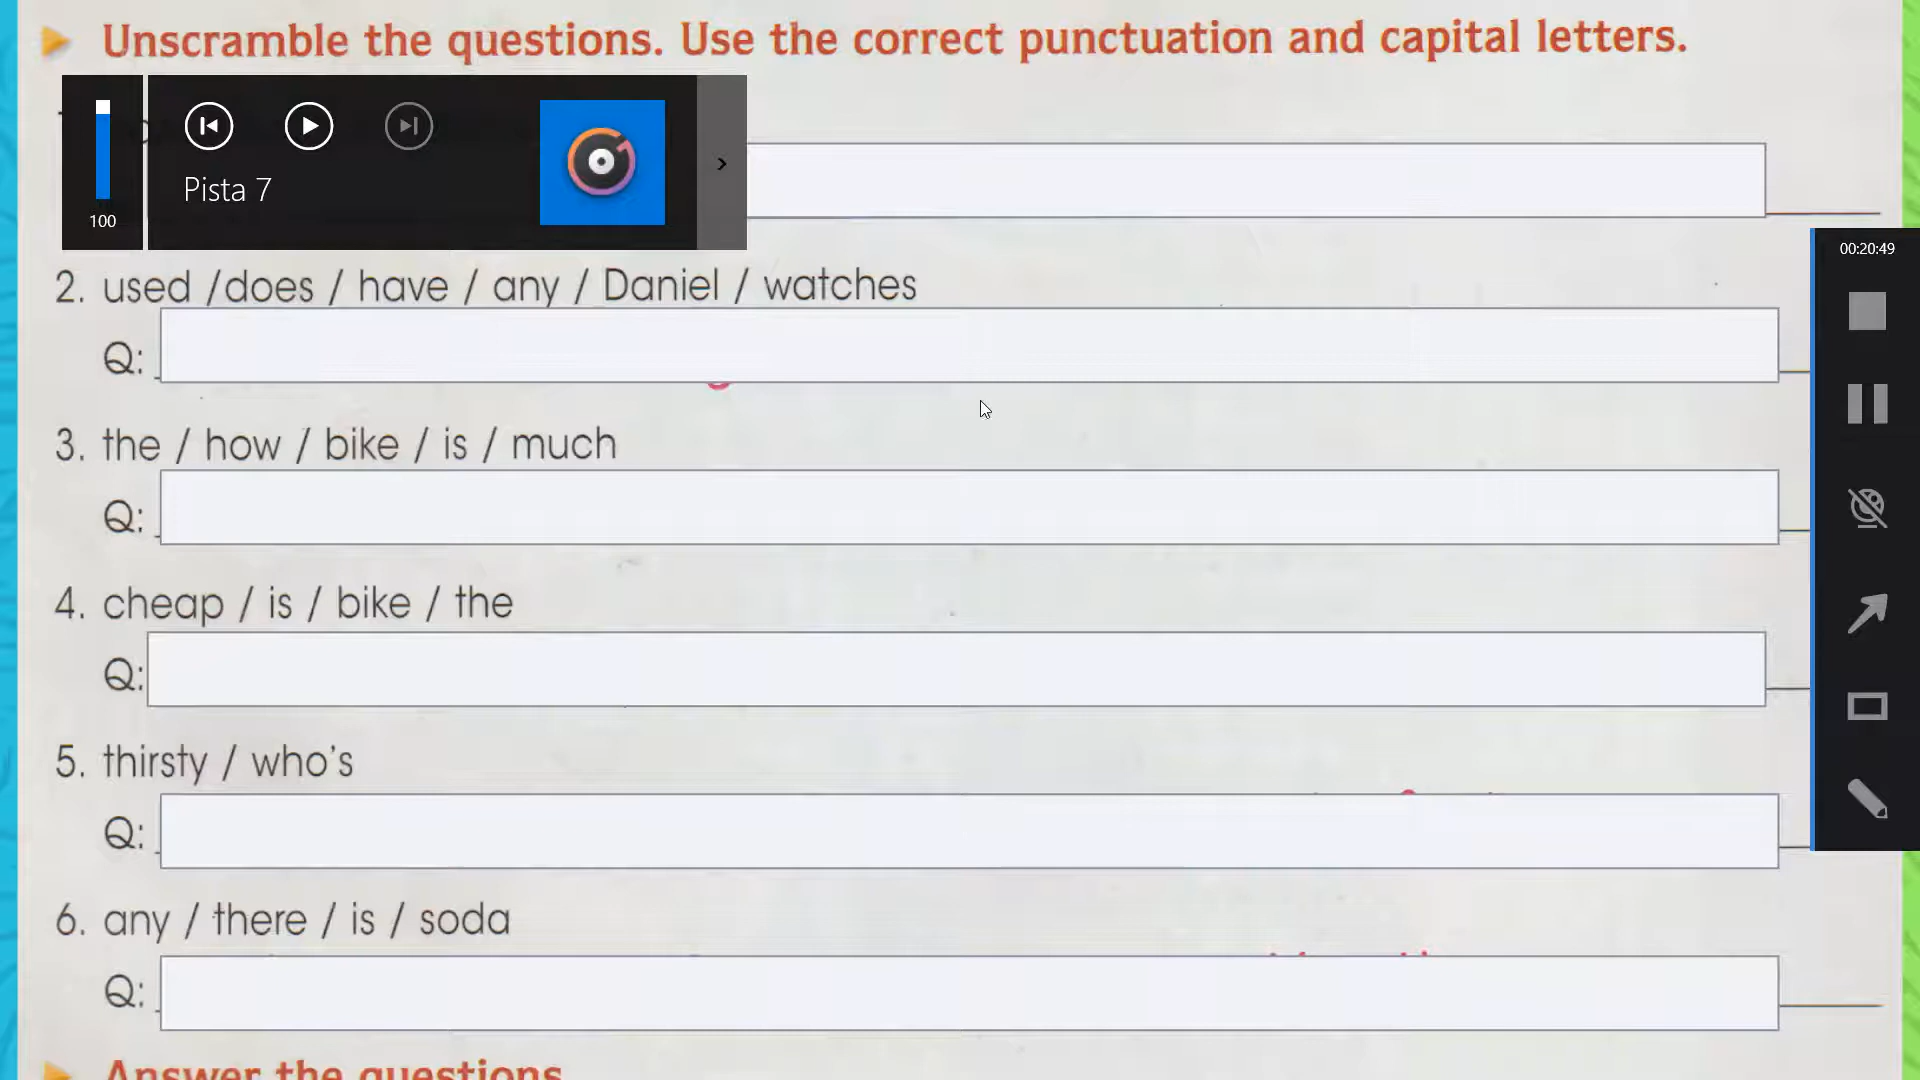 Unscramble the questions. Use the correct punctuation and capital letters.
100
Pista 7
00:20:49
2. used /does / have / any / Daniel / watches
Q:
3. the / how / bike / is / much
Q:
4. cheap / is / bike / the
Q:
5. thirsty / who's
Q:
6. any / there / is / soda
Q:
Answer the questions